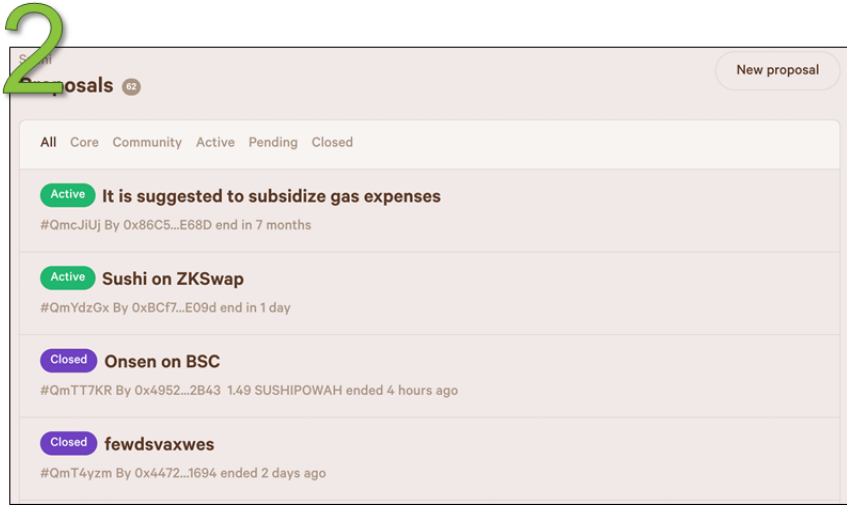 2
Proposals 62
New proposal
All Core Community Active Pending Closed
Active It is suggested to subsidize gas expenses
#QmcJiUj By 0x86C5...E68D end in 7 months
Active Sushi on ZKSwap
#QmYdzGx By 0xBCf7...E09d end in 1 day
Closed Onsen on BSC
#QmTT7KR By 0x4952...2B43 1.49 SUSHIPOWAH ended 4 hours ago
Closed fewdsvaxwes
#QmT4yzm By 0x4472...1694 ended 2 days ago